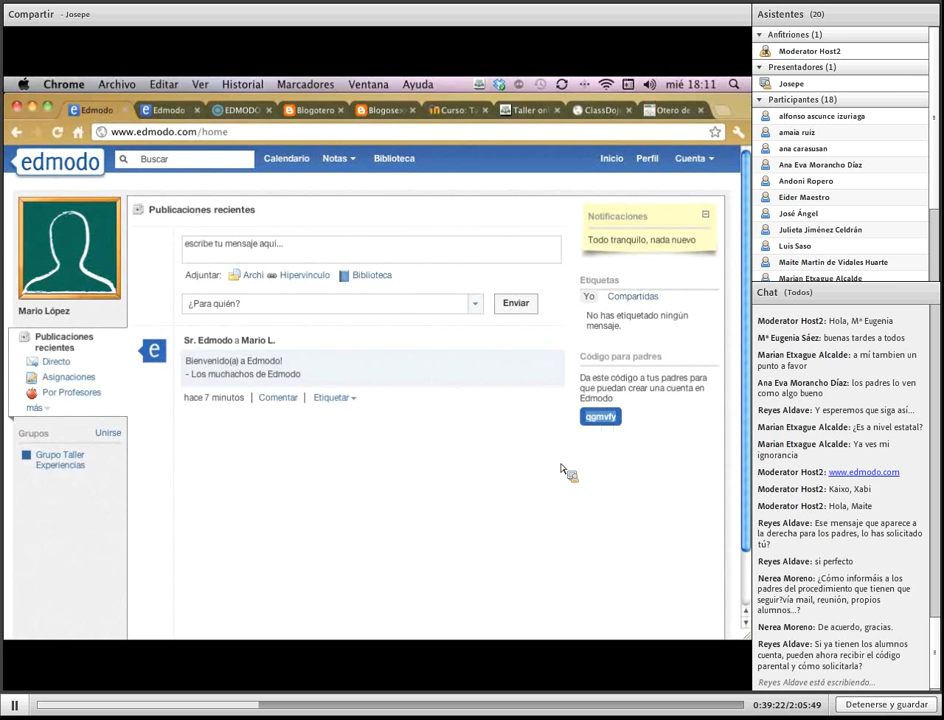 Compartir - Josepe
Chrome Archivo Editar Ver Historial Marcadores Ventana Ayuda mié 18:11
Edmodo Edmodo EDMODO Blogotero Blogosex Curso: Ta Taller on ClassDoj Otero de
www.edmodo.com/home
edmodo Buscar Calendario Notas Biblioteca Inicio Perfil Cuenta
Publicaciones recientes
escribe tu mensaje aquí...
Adjuntar: Archi Hipervínculo Biblioteca
¿Para quién? Enviar
Mario López
Publicaciones
recientes
Directo
Asignaciones
Por Profesores
más
Grupos Unirse
Grupo Taller
Experiencias
Sr. Edmodo a Mario L.
e
Bienvenido(a) a Edmodo!
- Los muchachos de Edmodo
hace 7 minutos Comentar Etiquetar
Notificaciones
Todo tranquilo, nada nuevo
Etiquetas
Yo Compartidas
No has etiquetado ningún
mensaje.
Código para padres
Da este código a tus padres para
que puedan crear una cuenta en
Edmodo
qgmvfy
Asistentes (20)
Anfitriones (1)
Moderator Host2
Presentadores (1)
Josepe
Participantes (18)
alfonso ascunce izuriaga
amaia ruiz
ana carasusan
Ana Eva Morancho Díaz
Andoni Ropero
Eider Maestro
José Ángel
Julieta Jiménez Celdrán
Luis Saso
Maite Martin de Vidales Huarte
Marian Etxague Alcalde
Chat (Todos)
Moderator Host2: Hola, Mª Eugenia
Mª Eugenia Sáez: buenas tardes a todos
Marian Etxague Alcalde: a mí tambien un
punto a favor
Ana Eva Morancho Díaz: los padres lo ven
como algo bueno
Reyes Aldave: Y esperemos que siga así...
Marian Etxague Alcalde: ¿Es a nivel estatal?
Marian Etxague Alcalde: Ya ves mi
ignorancia
Moderator Host2: www.edmodo.com
Moderator Host2: Kaixo, Xabi
Moderator Host2: Hola, Maite
Reyes Aldave: Ese mensaje que aparece a
la derecha para los padres, lo has solicitado
tú?
Reyes Aldave: si perfecto
Nerea Moreno: ¿Cómo informáis a los
padres del procedimiento que tienen que
seguir?vía mail, reunión, propios
alumnos...?
Nerea Moreno: De acuerdo, gracias.
Reyes Aldave: Si ya tienen los alumnos
cuenta, pueden ahora recibir el código
parental y cómo solicitarla?
Reyes Aldave está escribiendo...
0:39:22/2:05:49 Detenerse y guardar